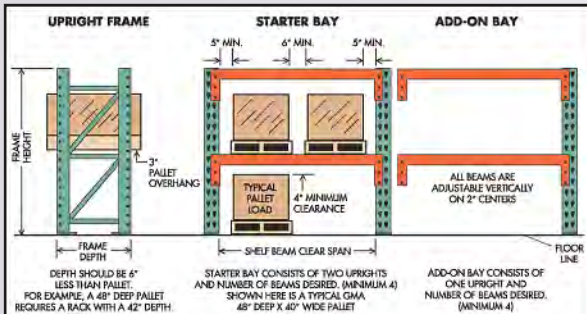 UPRIGHT FRAME
STARTER BAY
ADD-ON BAY
5" MIN.
6" MIN.
5" MIN.
FRAME
HEIGHT
3"
PALLET
OVERHANG
TYPICAL
PALLET
LOAD
4" MINIMUM
CLEARANCE
ALL BEAMS ARE
ADJUSTABLE VERTICALLY
ON 2" CENTERS
FRAME
DEPTH
SHELF BEAM CLEAR SPAN
FLOOR
LINE
DEPTH SHOULD BE 6"
LESS THAN PALLET.
FOR EXAMPLE, A 48" DEEP PALLET
REQUIRES A RACK WITH A 42" DEPTH
STARTER BAY CONSISTS OF TWO UPRIGHTS
AND NUMBER OF BEAMS DESIRED. (MINIMUM 4)
SHOWN HERE IS A TYPICAL GMA
48" DEEP X 40" WIDE PALLET
ADD-ON BAY CONSISTS OF
ONE UPRIGHT AND
NUMBER OF BEAMS DESIRED.
(MINIMUM 4)